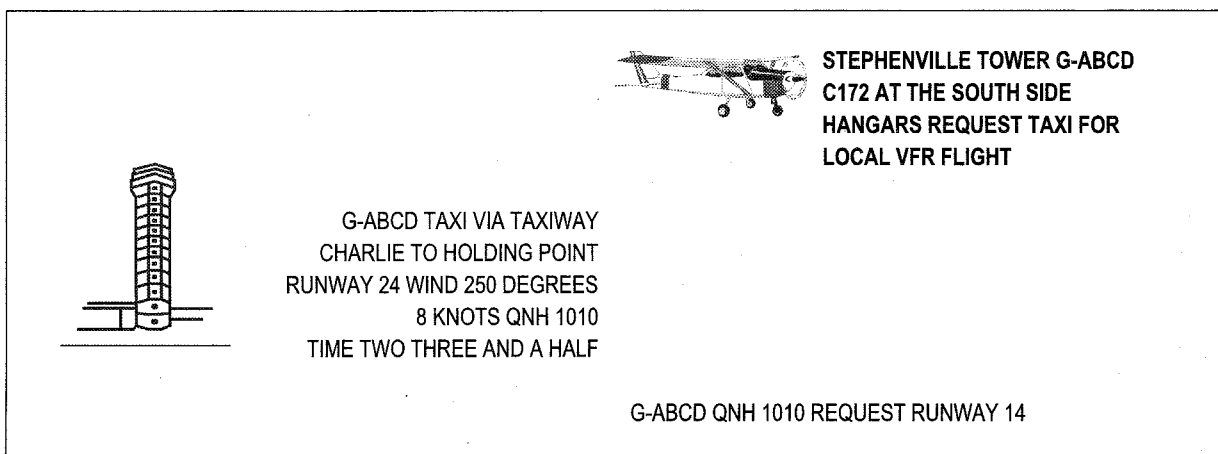 STEPHENVILLE TOWER G-ABCD
C172 AT THE SOUTH SIDE
HANGARS REQUEST TAXI FOR
LOCAL VFR FLIGHT
G-ABCD TAXI VIA TAXIWAY
CHARLIE TO HOLDING POINT
RUNWAY 24 WIND 250 DEGREES
8 KNOTS QNH 1010
TIME TWO THREE AND A HALF
G-ABCD QNH 1010 REQUEST RUNWAY 14